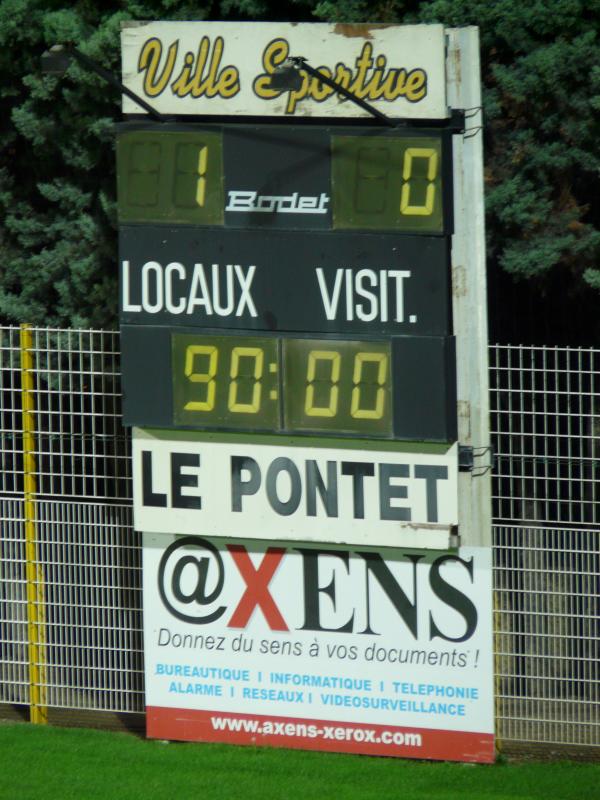 Ville Sportive
1 0
Bodet
LOCAUX VISIT.
90:00
LE PONTET
@XENS
Donnez du sens à vos documents !
BUREAUTIQUE I INFORMATIQUE I TELEPHONIE
ALARME I RESEAUX I VIDEOSURVEILLANCE
www.axens-xerox.com